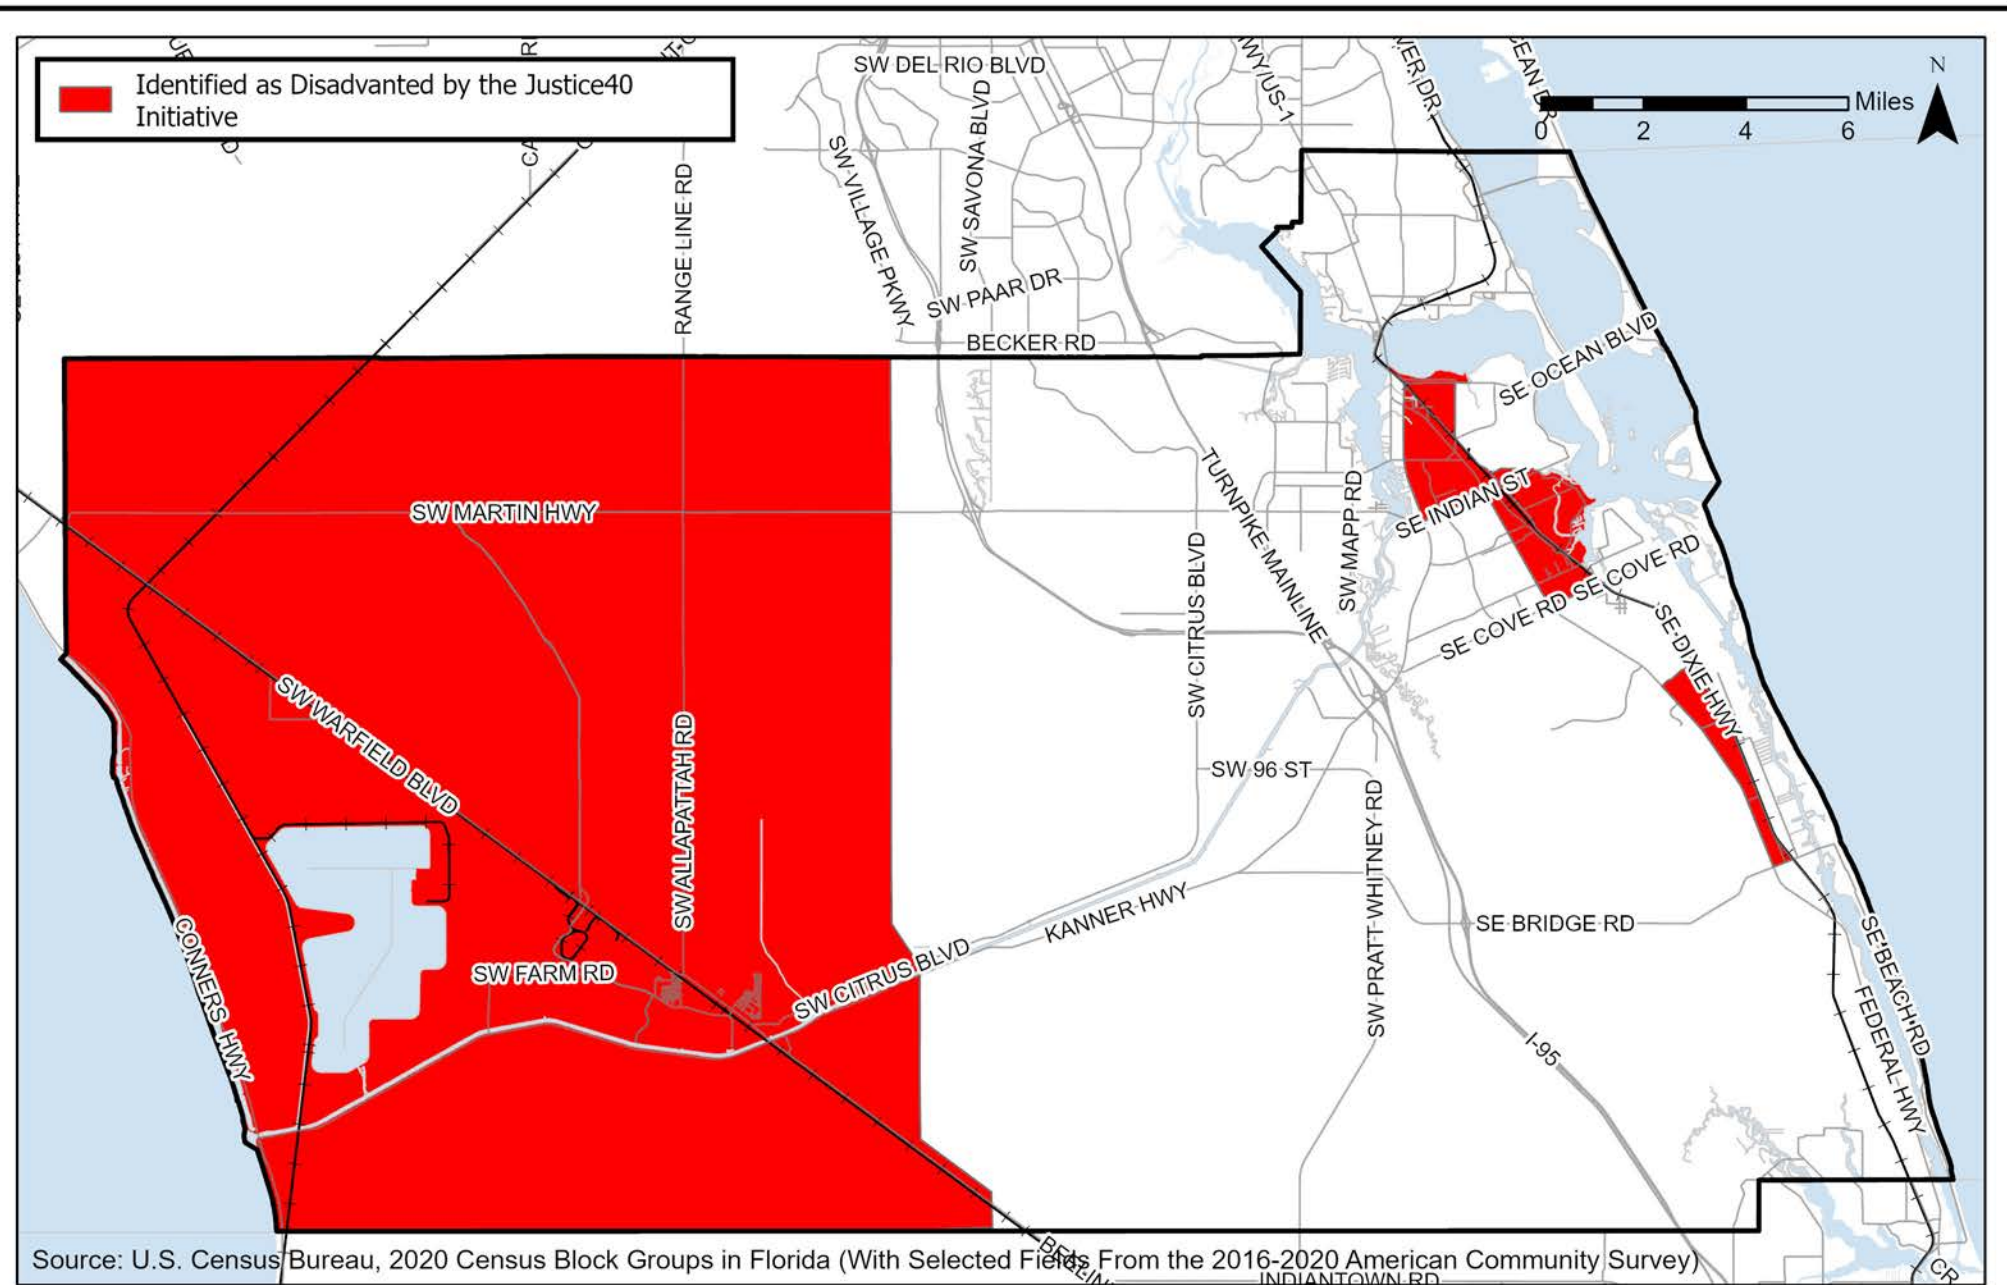 Identified as Disadvanted by the Justice40
Initiative
N
Miles
0 2 4 6
SW DEL RIO BLVD
HWY/US-1
SW VILLAGE PKWY
SW SAVONA BLVD
RANGE LINE RD
SW PAAR DR
BECKER RD
SE OCEAN BLVD
SW MARTIN HWY
TURNPIKE MAINLINE
SW MAPP RD
SE INDIAN ST
SW CITRUS BLVD
SE COVE RD
SE COVE RD
SE DIXIE HWY
SW WARFIELD BLVD
SW ALLAPATTAH RD
SW 96 ST
SW PRATT WHITNEY RD
KANNER HWY
SE BRIDGE RD
CONNERS HWY
SW FARM RD
SW CITRUS BLVD
SE BEACH RD
FEDERAL HWY
I-95
Source: U.S. Census Bureau, 2020 Census Block Groups in Florida (With Selected Fields From the 2016-2020 American Community Survey)
INDIANTOWN RD